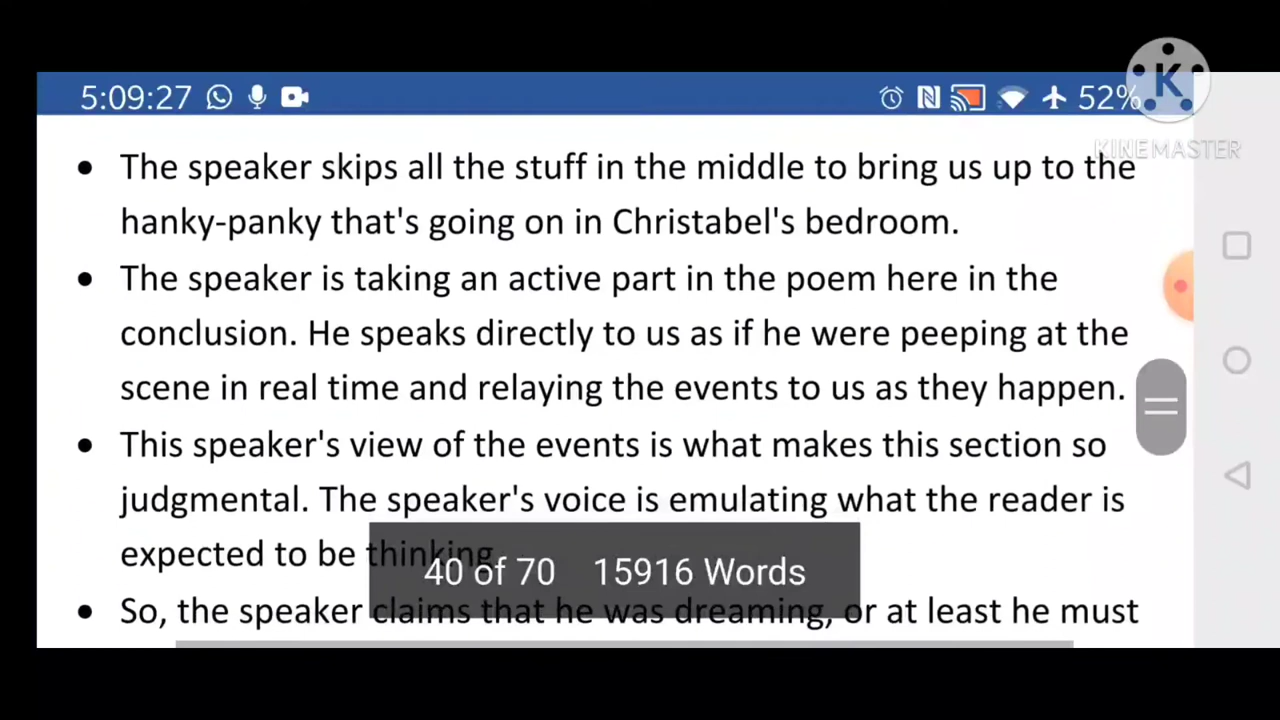 5:09:27 52%
K
KINEMASTER
• The speaker skips all the stuff in the middle to bring us up to the
hanky-panky that's going on in Christabel's bedroom.
• The speaker is taking an active part in the poem here in the
conclusion. He speaks directly to us as if he were peeping at the
scene in real time and relaying the events to us as they happen.
• This speaker's view of the events is what makes this section so
judgmental. The speaker's voice is emulating what the reader is
expected to be thinking.
40 of 70 15916 Words
• So, the speaker claims that he was dreaming, or at least he must